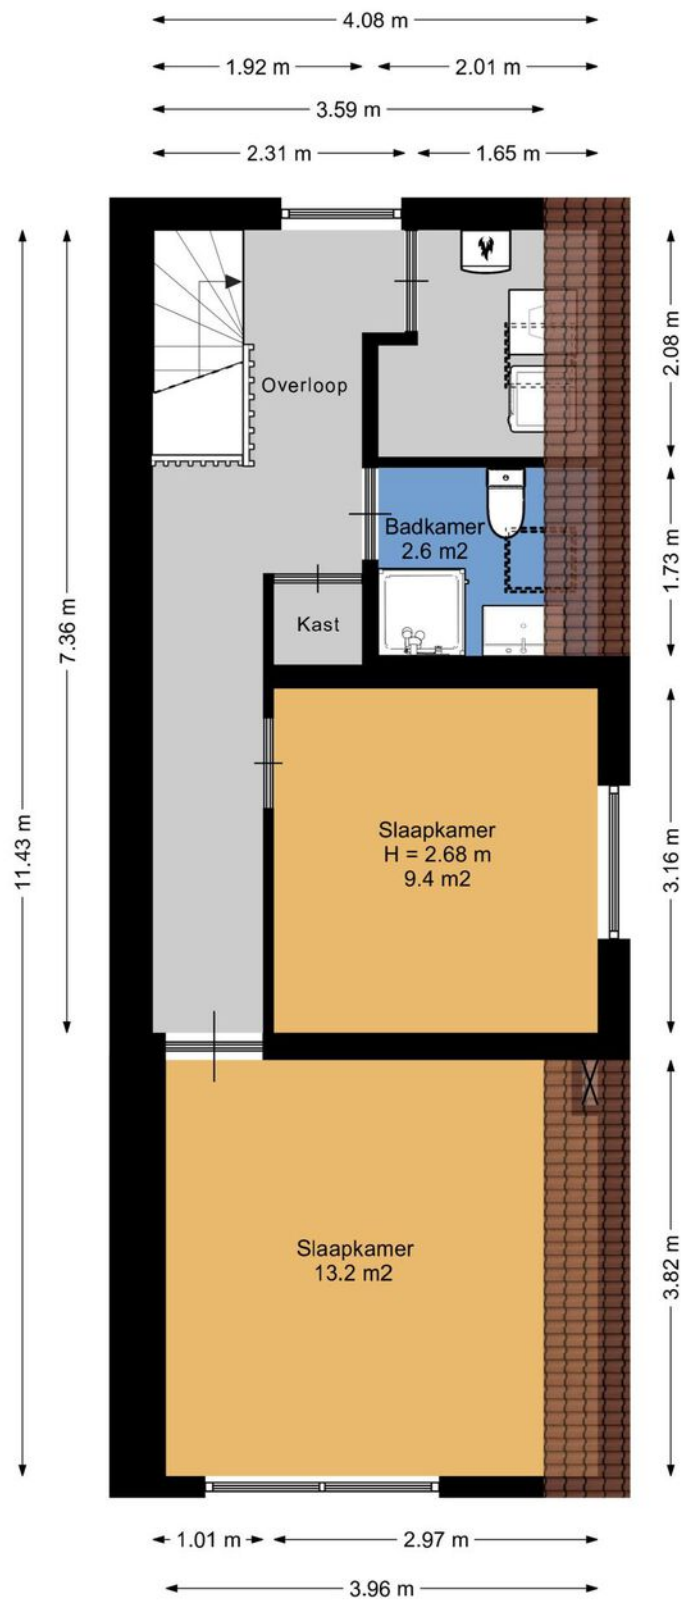 4.08 m
1.92 m
2.01 m
3.59 m
2.31 m
1.65 m
2.08 m
Overloop
Badkamer
2.6 m2
1.73 m
7.36 m
Kast
11.43 m
Slaapkamer
H = 2.68 m
9.4 m2
3.16 m
Slaapkamer
13.2 m2
3.82 m
1.01 m
2.97 m
3.96 m